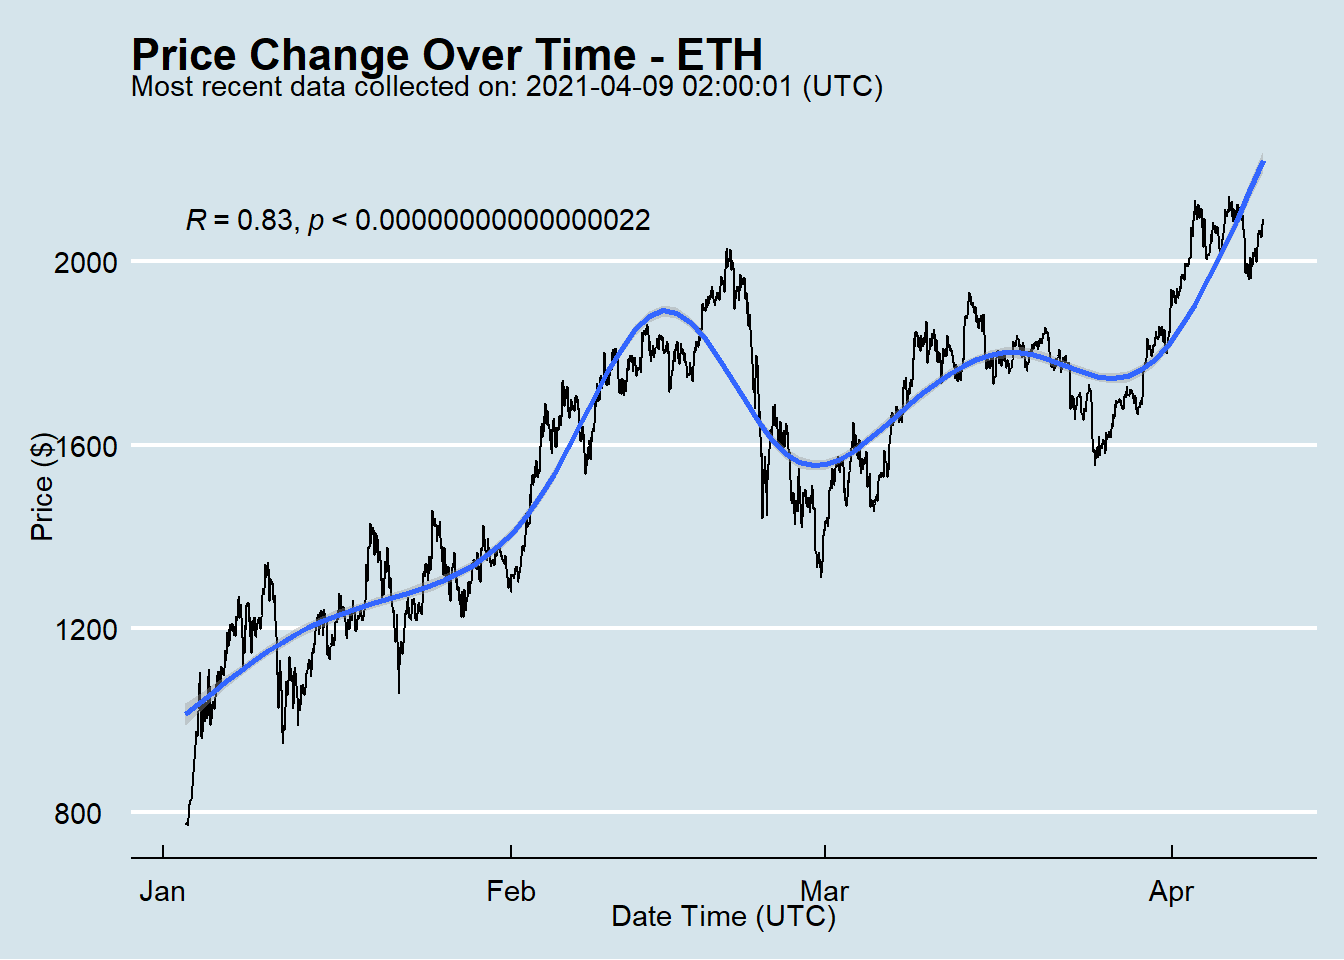 Price Change Over Time - ETH
Most recent data collected on: 2021-04-09 02:00:01 (UTC)
R = 0.83, p < 0.00000000000000022
2000
1600
1200
800
Price ($)
Jan Feb Mar Apr
Date Time (UTC)